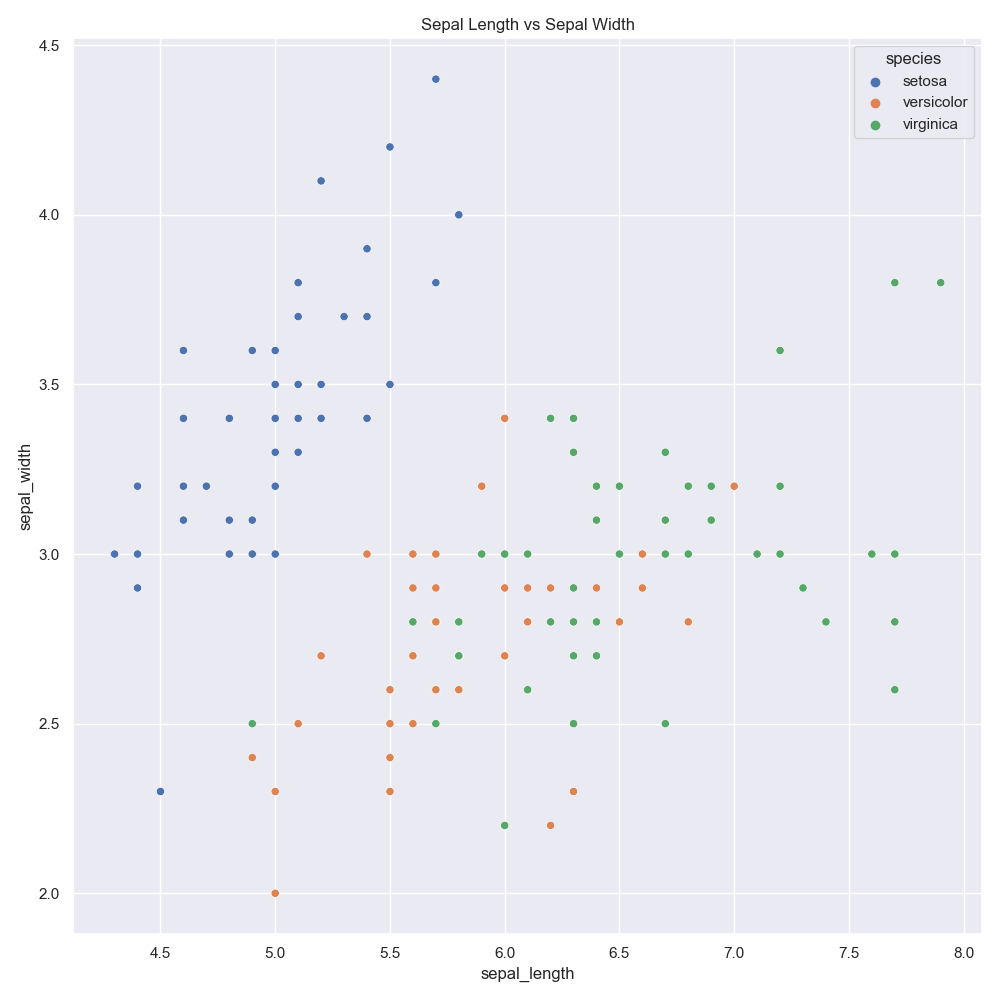 Sepal Length vs Sepal Width
species
setosa
versicolor
virginica
4.5
4.0
3.5
3.0
2.5
2.0
sepal_width
4.5 5.0 5.5 6.0 6.5 7.0 7.5 8.0
sepal_length